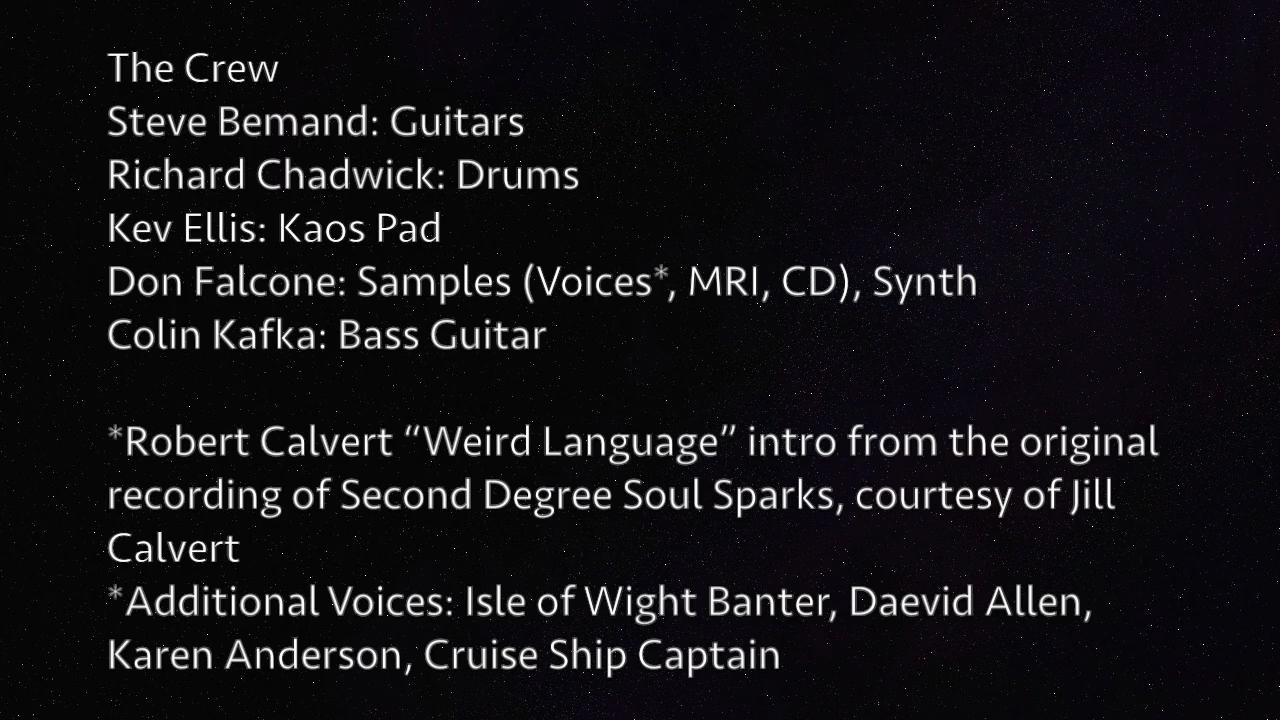 The Crew
Steve Bemand: Guitars
Richard Chadwick: Drums
Kev Ellis: Kaos Pad
Don Falcone: Samples (Voices*, MRI, CD), Synth
Colin Kafka: Bass Guitar
*Robert Calvert “Weird Language” intro from the original
recording of Second Degree Soul Sparks, courtesy of Jill
Calvert
*Additional Voices: Isle of Wight Banter, Daevid Allen,
Karen Anderson, Cruise Ship Captain